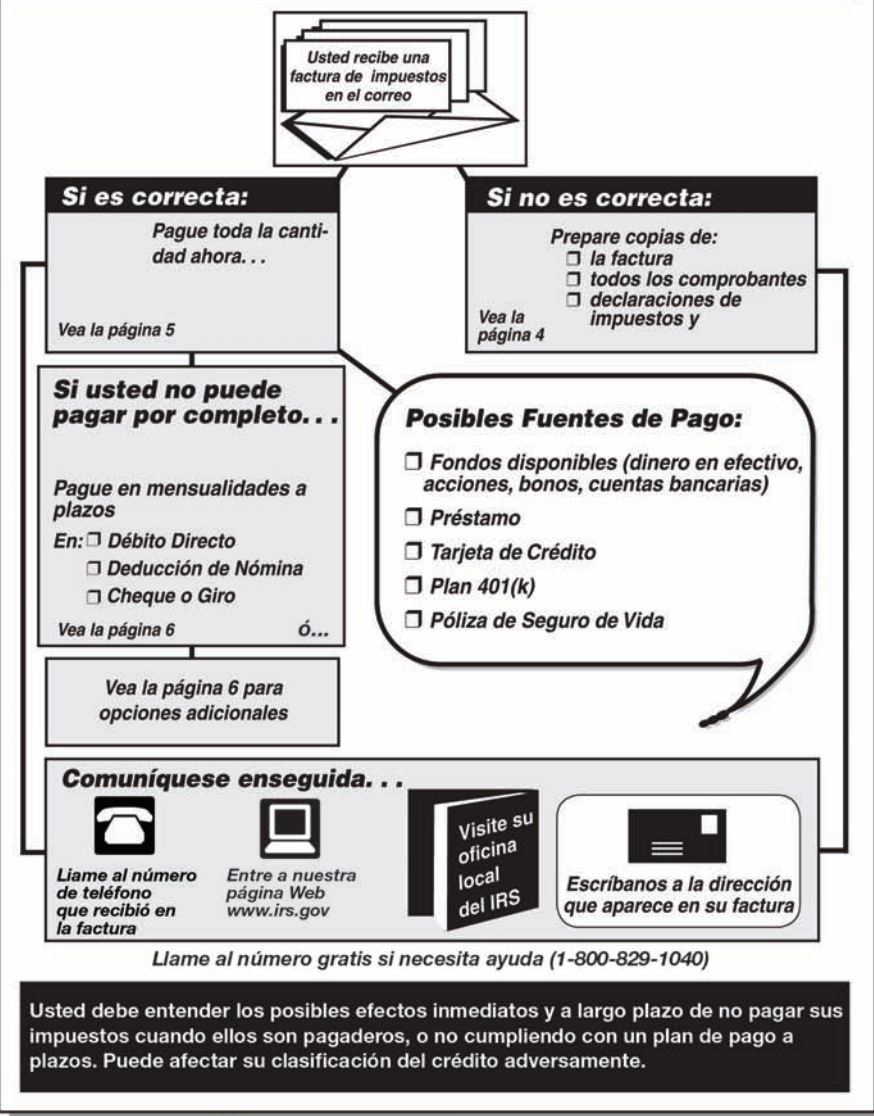 Usted recibe una
factura de impuestos
en el correo
Si es correcta:
Pague toda la canti-
dad ahora. . .
Vea la página 5
Si no es correcta:
Prepare copias de:
❒ la factura
❒ todos los comprobantes
❒ declaraciones de
impuestos y
Vea la
página 4
Si usted no puede
pagar por completo. . .
Pague en mensualidades a
plazos
En: ❒ Débito Directo
❒ Deducción de Nómina
❒ Cheque o Giro
Vea la página 6 Ó...
Vea la página 6 para
opciones adicionales
Posibles Fuentes de Pago:
❒ Fondos disponibles (dinero en efectivo,
acciones, bonos, cuentas bancarias)
❒ Préstamo
❒ Tarjeta de Crédito
❒ Plan 401(k)
❒ Póliza de Seguro de Vida
Comuníquese enseguida. . .
Llame al número
de teléfono
que recibió en
la factura
Entre a nuestra
página Web
www.irs.gov
Visite su
oficina
local
del IRS
Escríbanos a la dirección
que aparece en su factura
Llame al número gratis si necesita ayuda (1-800-829-1040)
Usted debe entender los posibles efectos inmediatos y a largo plazo de no pagar sus
impuestos cuando ellos son pagaderos, o no cumpliendo con un plan de pago a
plazos. Puede afectar su clasificación del crédito adversamente.